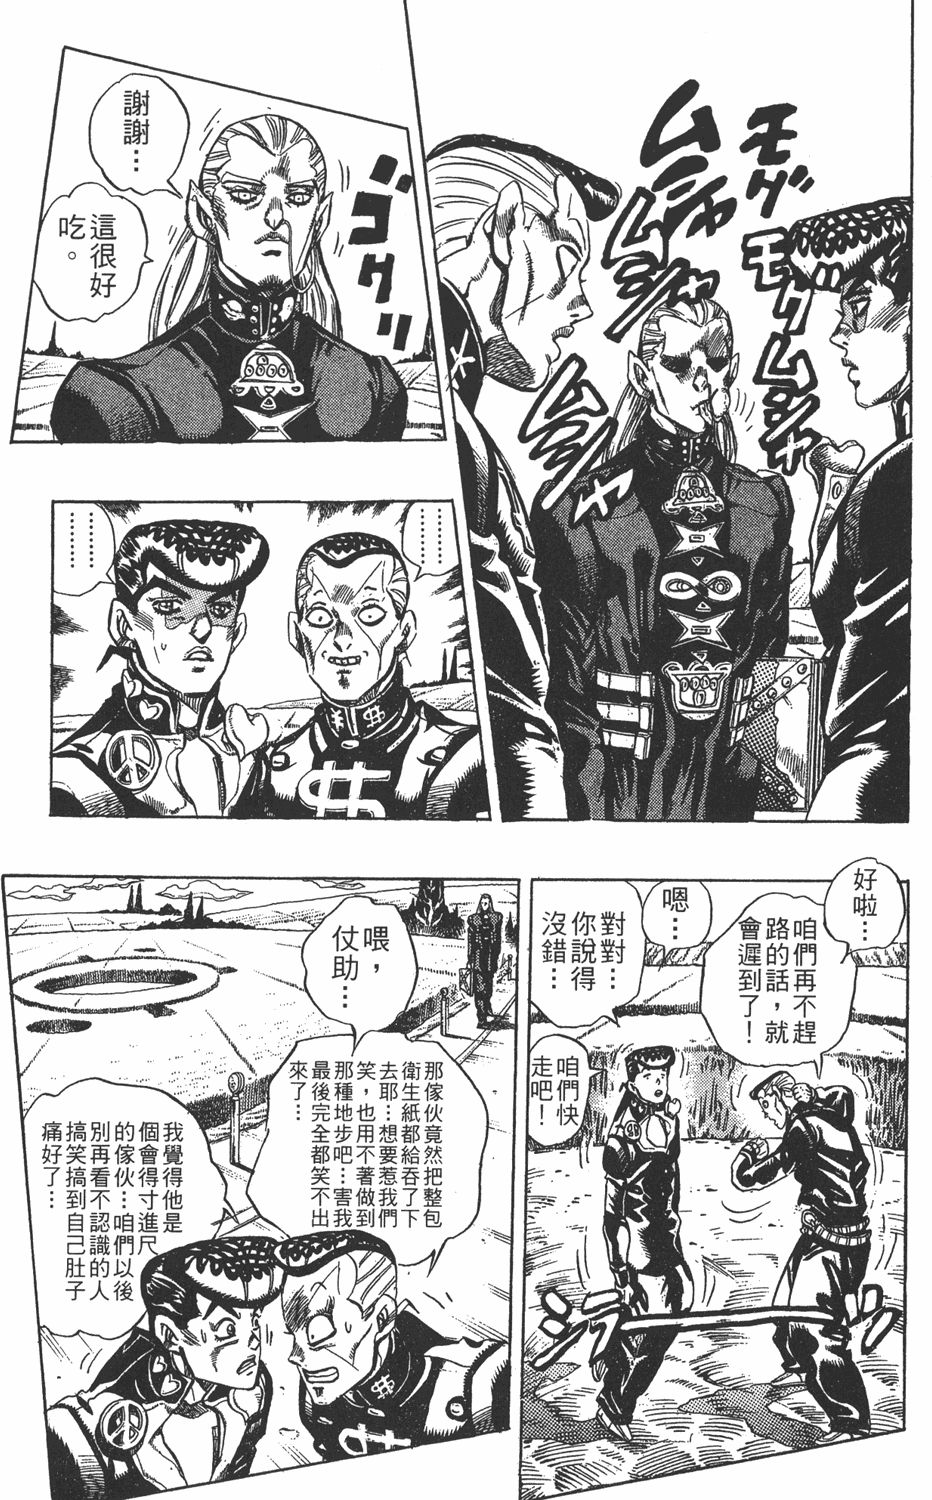 モグ
モグ
ムシャ
ムシャ
ムシャ
ムシャ
ゴクリ
謝謝…
這很好
吃。
………
………
好啦…
咱們再不趕
路的話，就
會遲到了！
嗯…
對對…
你說得
沒錯…
咱們快
走吧！
喂，
仗助…
那傢伙竟然把整包
衛生紙都給吞了下
去耶…想要惹我們
笑，也用不著做到
那種地步吧…害我
最後完全都笑不出
來了…
我覺得他是
個會得寸進尺
的傢伙…咱們以後
別再看不認識的人
搞笑搞到自己肚子
痛好了…